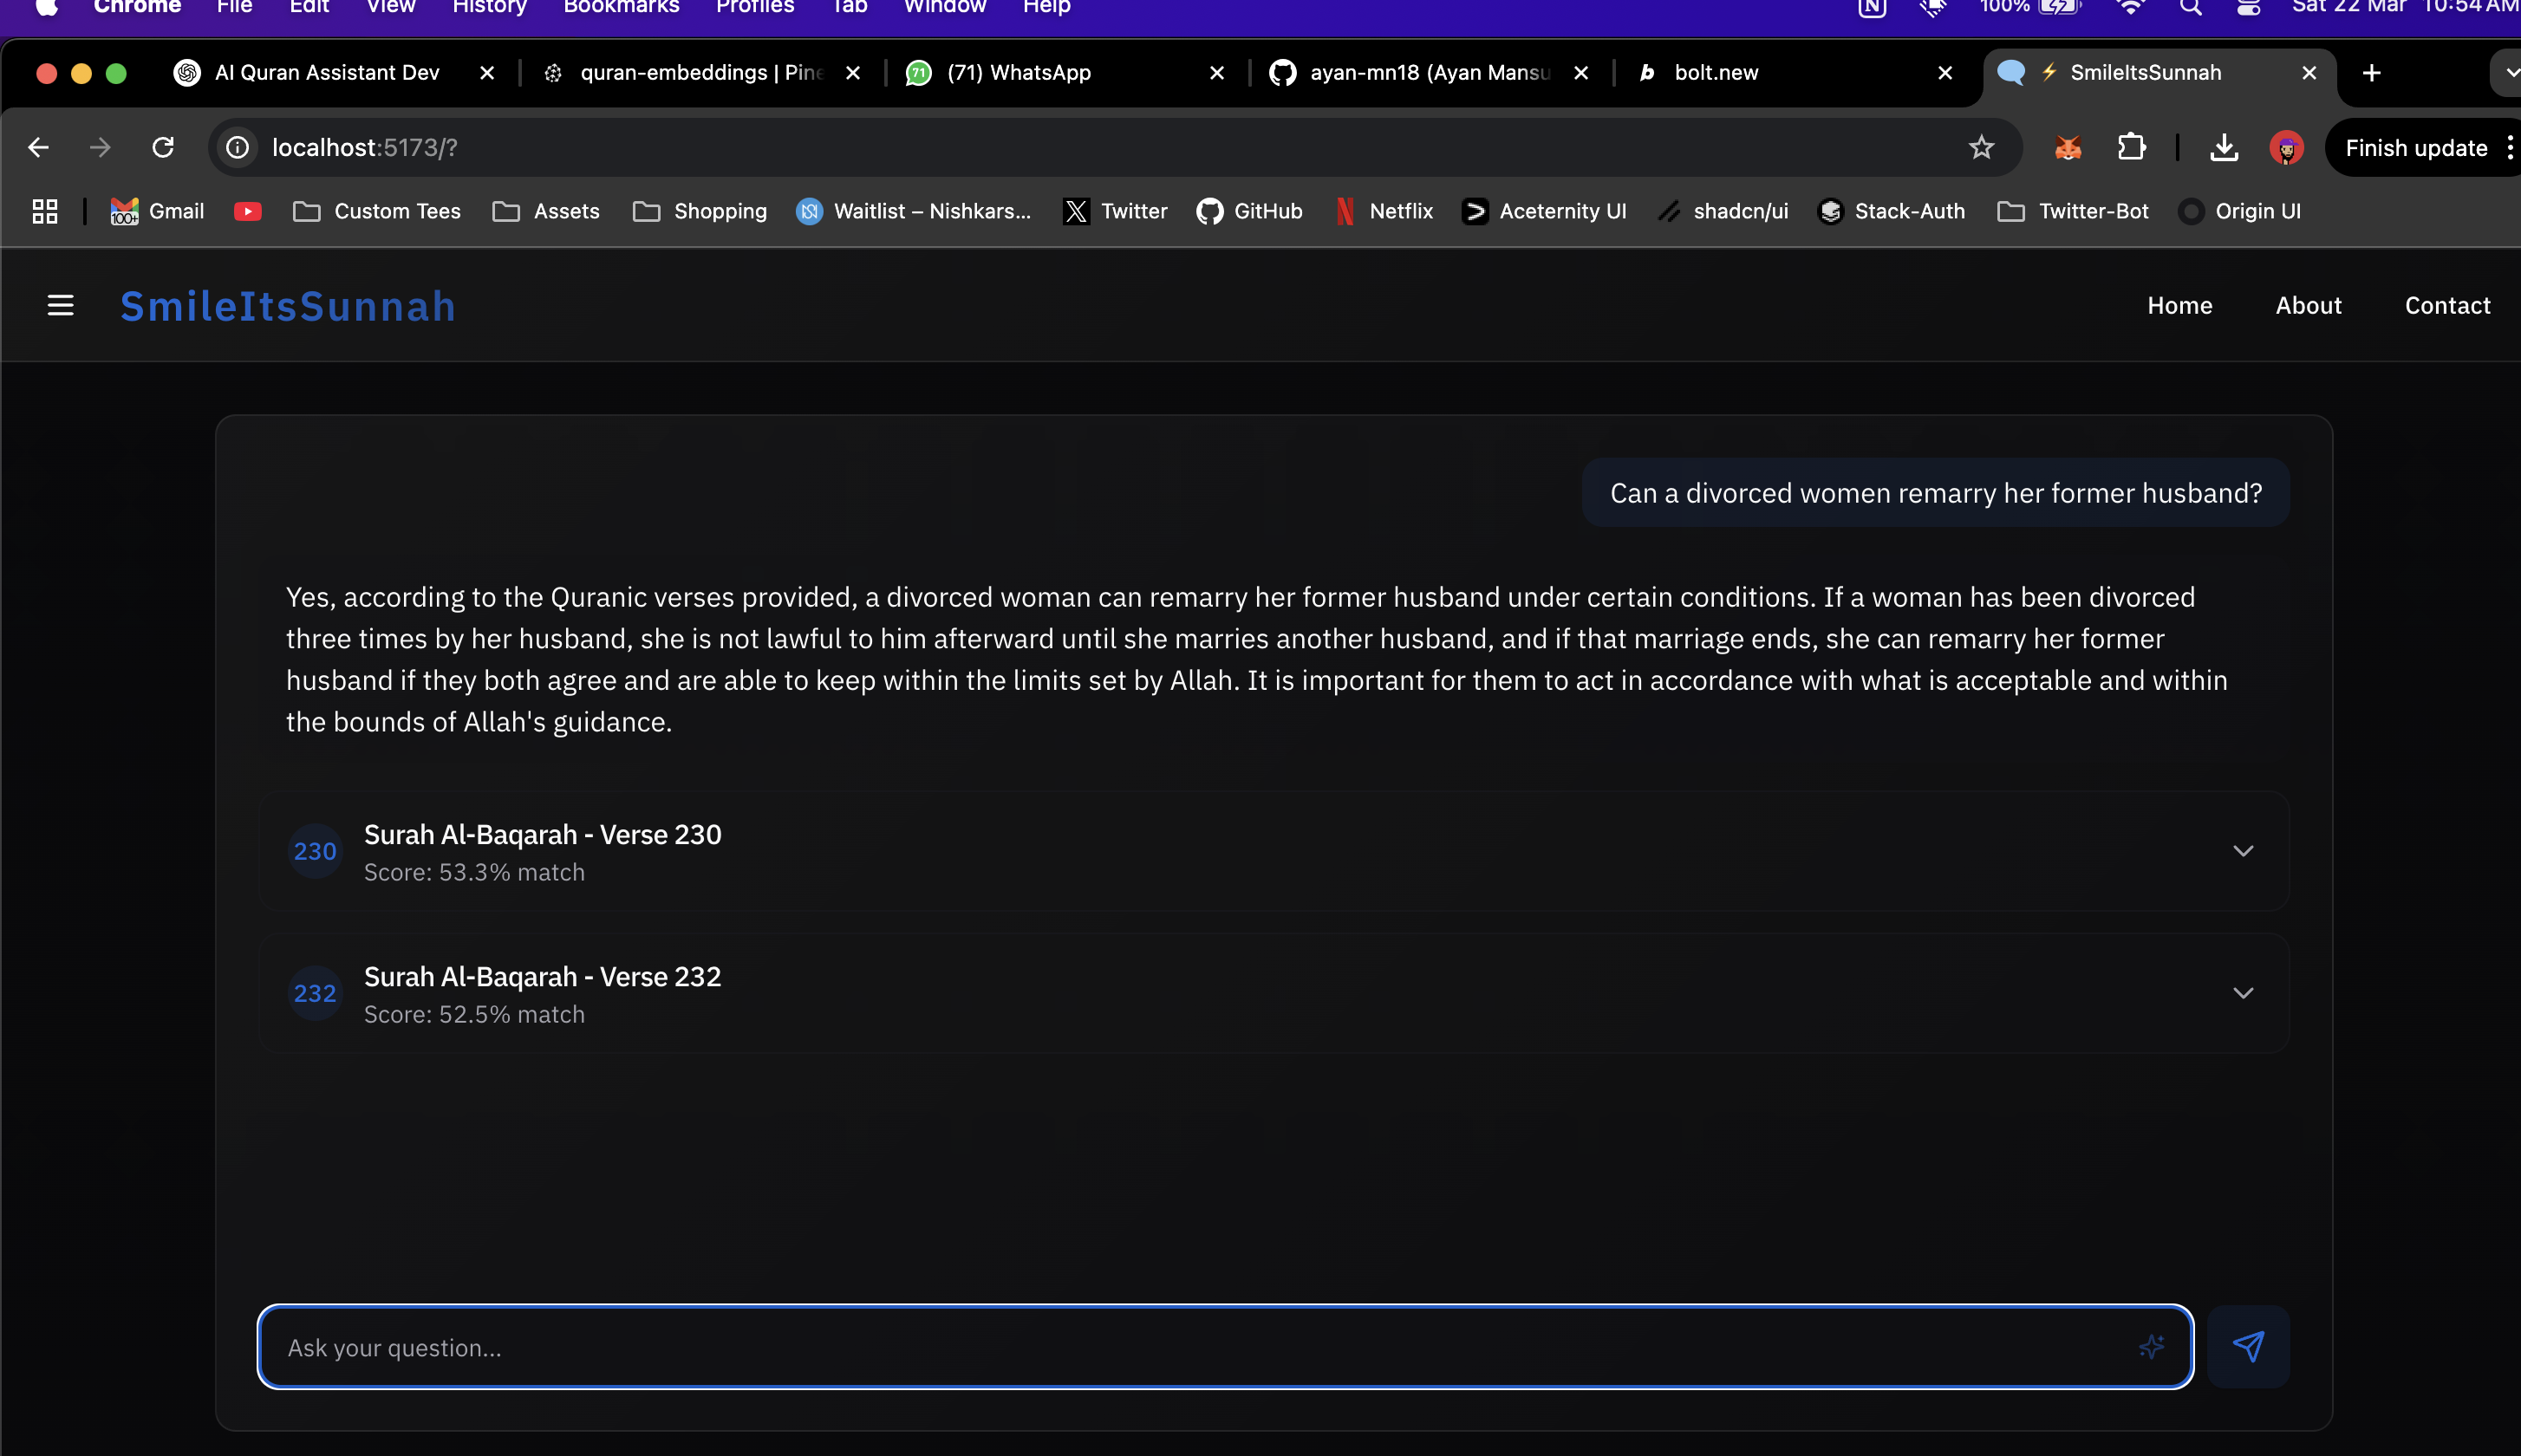 Chrome File Edit View History Bookmarks Profiles Tab Window Help 100% Sat 22 Mar 10:54 AM
AI Quran Assistant Dev quran-embeddings | Pine 71 (71) WhatsApp ayan-mn18 (Ayan Mansu b bolt.new SmileItsSunnah
localhost:5173/? Finish update
100+ Gmail Custom Tees Assets Shopping Waitlist – Nishkars... Twitter GitHub Netflix Aceternity UI shadcn/ui Stack-Auth Twitter-Bot Origin UI
SmileItsSunnah Home About Contact
Can a divorced women remarry her former husband?
Yes, according to the Quranic verses provided, a divorced woman can remarry her former husband under certain conditions. If a woman has been divorced
three times by her husband, she is not lawful to him afterward until she marries another husband, and if that marriage ends, she can remarry her former
husband if they both agree and are able to keep within the limits set by Allah. It is important for them to act in accordance with what is acceptable and within
the bounds of Allah's guidance.
230 Surah Al-Baqarah - Verse 230
Score: 53.3% match
232 Surah Al-Baqarah - Verse 232
Score: 52.5% match
Ask your question...